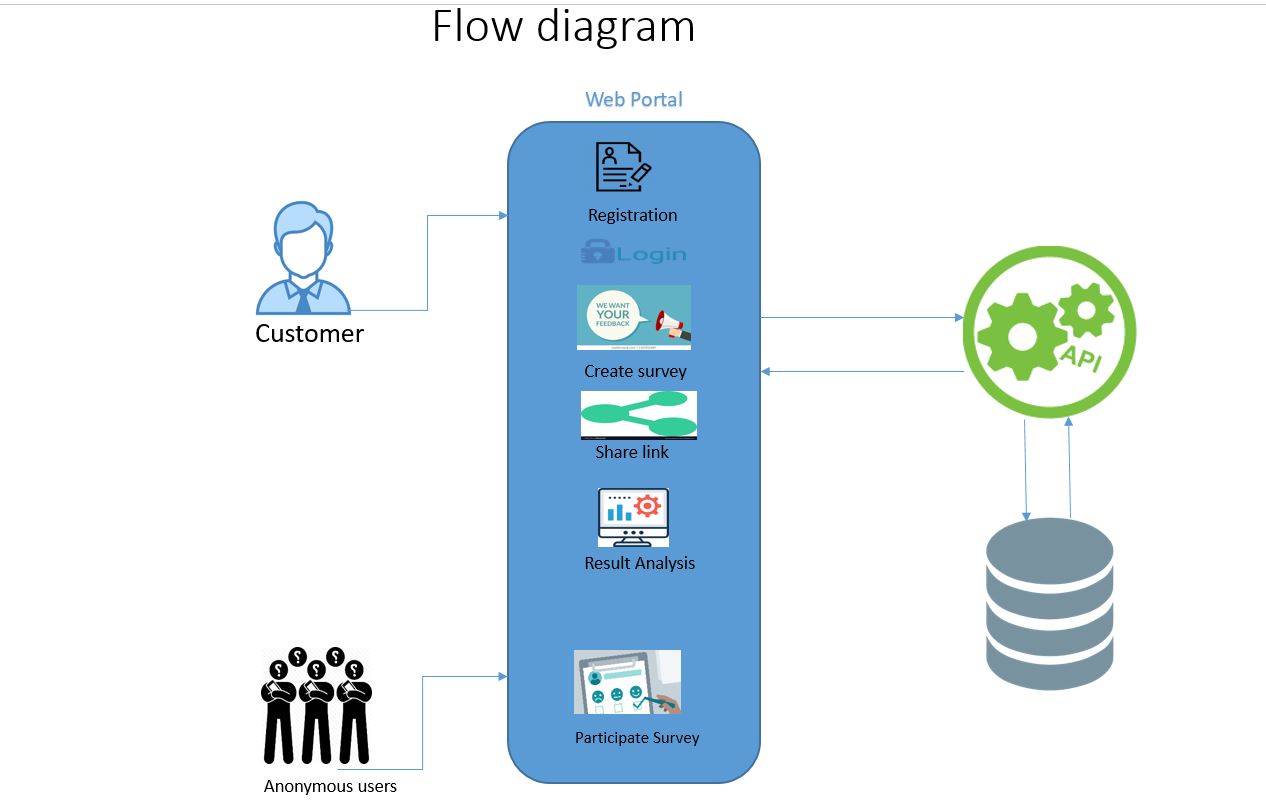 Flow diagram
Web Portal
Registration
Login
WE WANT
YOUR
FEEDBACK
Customer
Create survey
API
Share link
Result Analysis
Participate Survey
Anonymous users